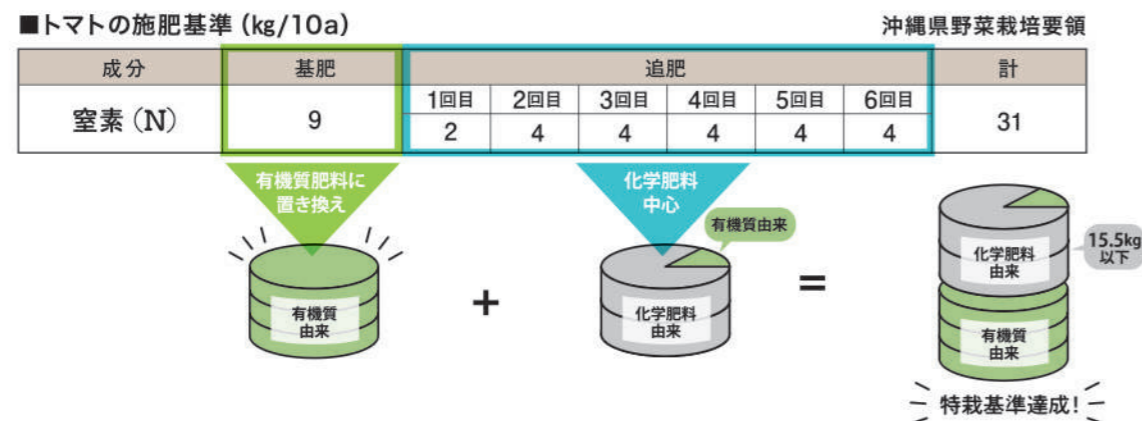 ■トマトの施肥基準（kg/10a）
沖縄県野菜栽培要領
成分 基肥 追肥 計
1回目 2回目 3回目 4回目 5回目 6回目
窒素（N） 9 2 4 4 4 4 4 31
有機質肥料に
置き換え
化学肥料
中心
有機質由来
有機質
由来
+
化学肥料
由来
=
化学肥料
由来
15.5kg
以下
有機質
由来
特栽基準達成！